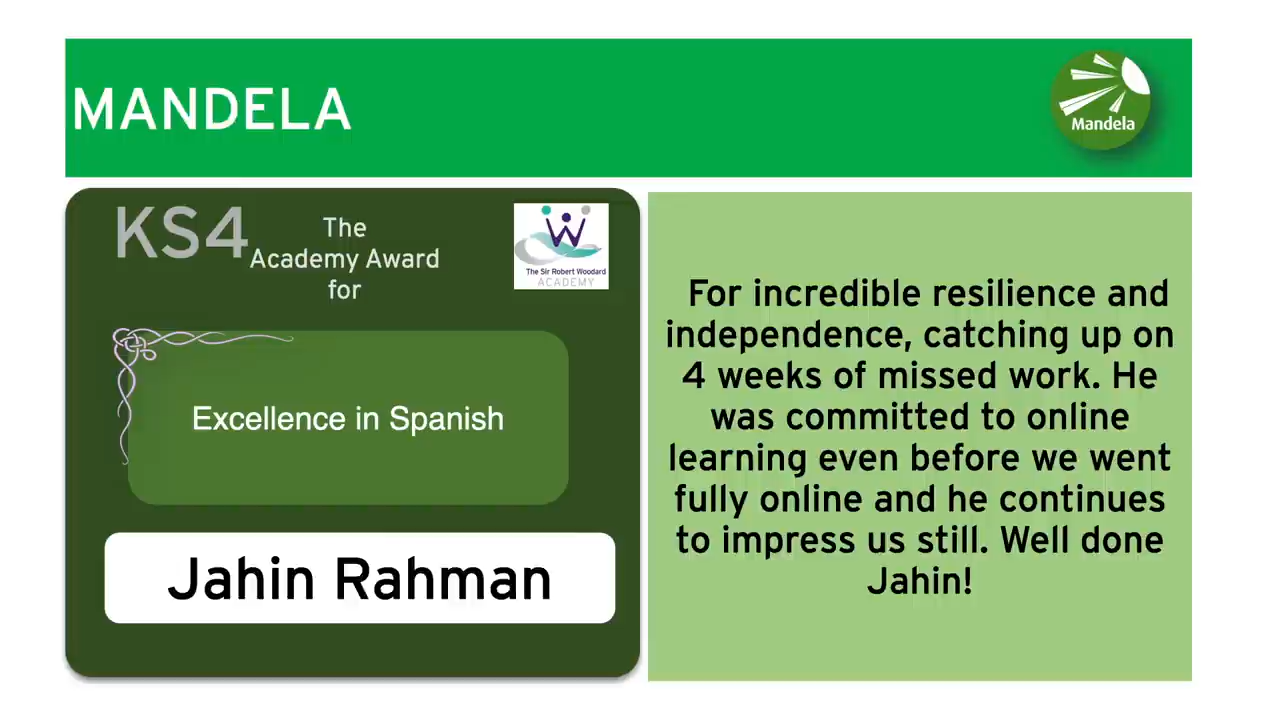 MANDELA
Mandela
KS4
The
Academy Award
for
The Sir Robert Woodard
ACADEMY
Excellence in Spanish
Jahin Rahman
For incredible resilience and
independence, catching up on
4 weeks of missed work. He
was committed to online
learning even before we went
fully online and he continues
to impress us still. Well done
Jahin!